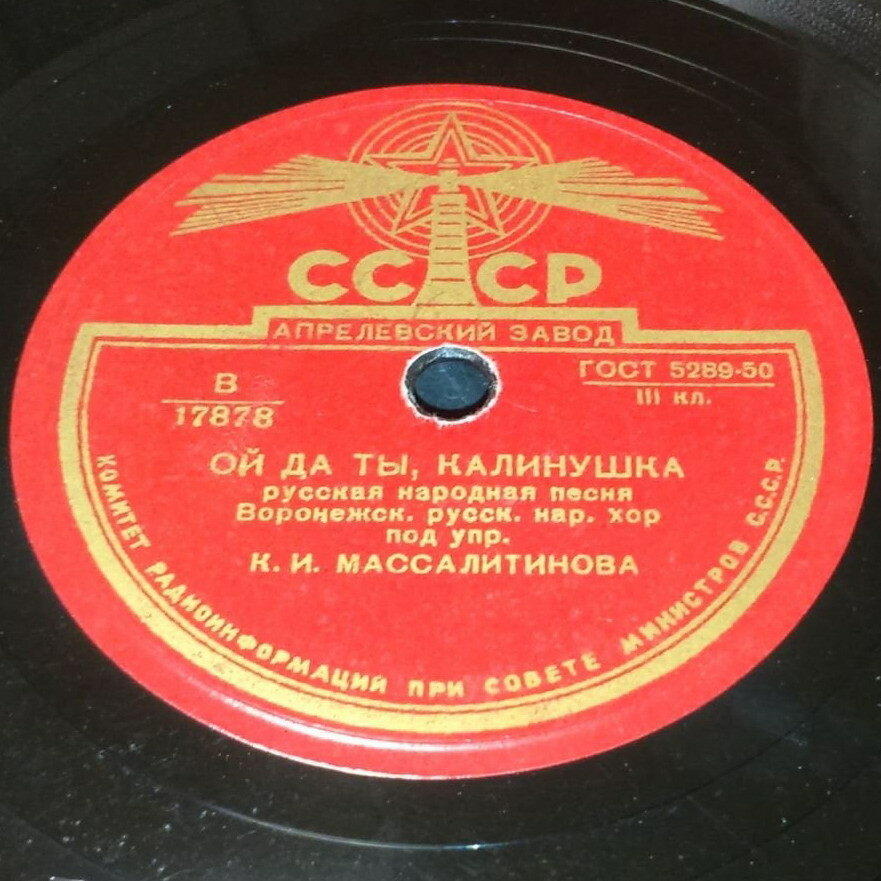 СССР
АПРЕЛЕВСКИЙ ЗАВОД
В
17878
ГОСТ 5289-50
III кл.
ОЙ ДА ТЫ, КАЛИНУШКА
русская народная песня
Воронежск. русск. нар. хор
под упр.
К. И. МАССАЛИТИНОВА
КОМИТЕТ РАДИОИНФОРМАЦИЙ ПРИ СОВЕТЕ МИНИСТРОВ С.С.С.Р.